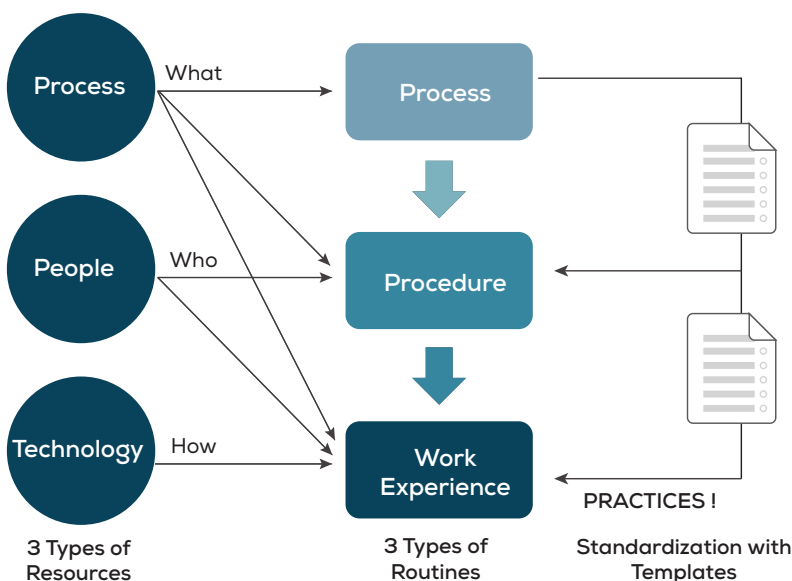 Process
What
Process
People
Who
Procedure
Technology
How
Work
Experience
PRACTICES !
3 Types of
Resources
3 Types of
Routines
Standardization with
Templates